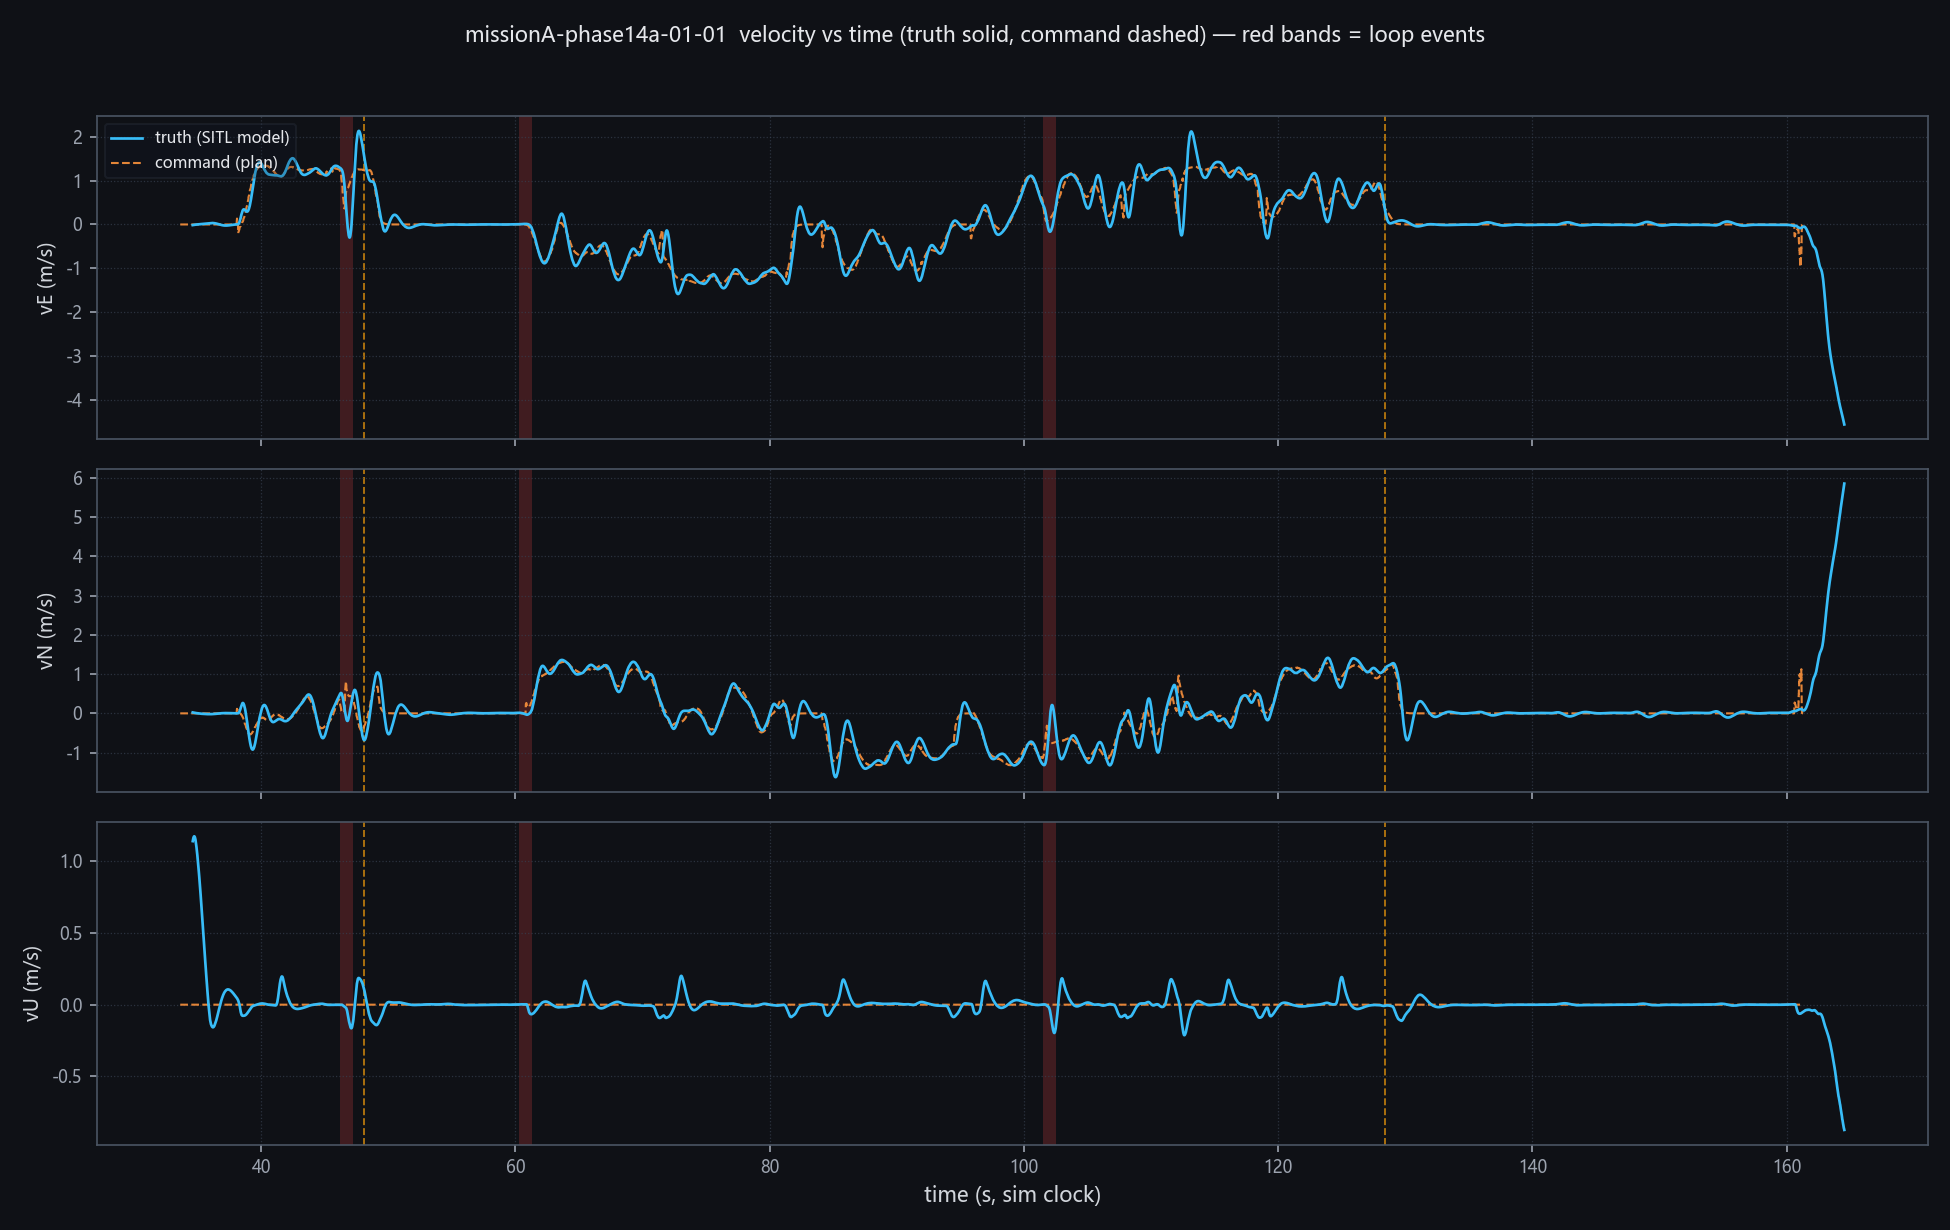 missionA-phase14a-01-01  velocity vs time (truth solid, command dashed) — red bands = loop events
truth (SITL model)
command (plan)
2
1
0
-1
-2
-3
-4
vE (m/s)
6
5
4
3
2
1
0
-1
vN (m/s)
1.0
0.5
0.0
-0.5
vU (m/s)
40 60 80 100 120 140 160
time (s, sim clock)